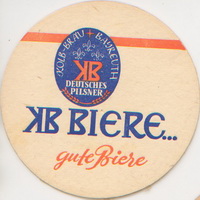 KOLB-BRÄU BAYREUTH
KB
DEUTSCHES
PILSNER
KB BIERE...
gute Biere